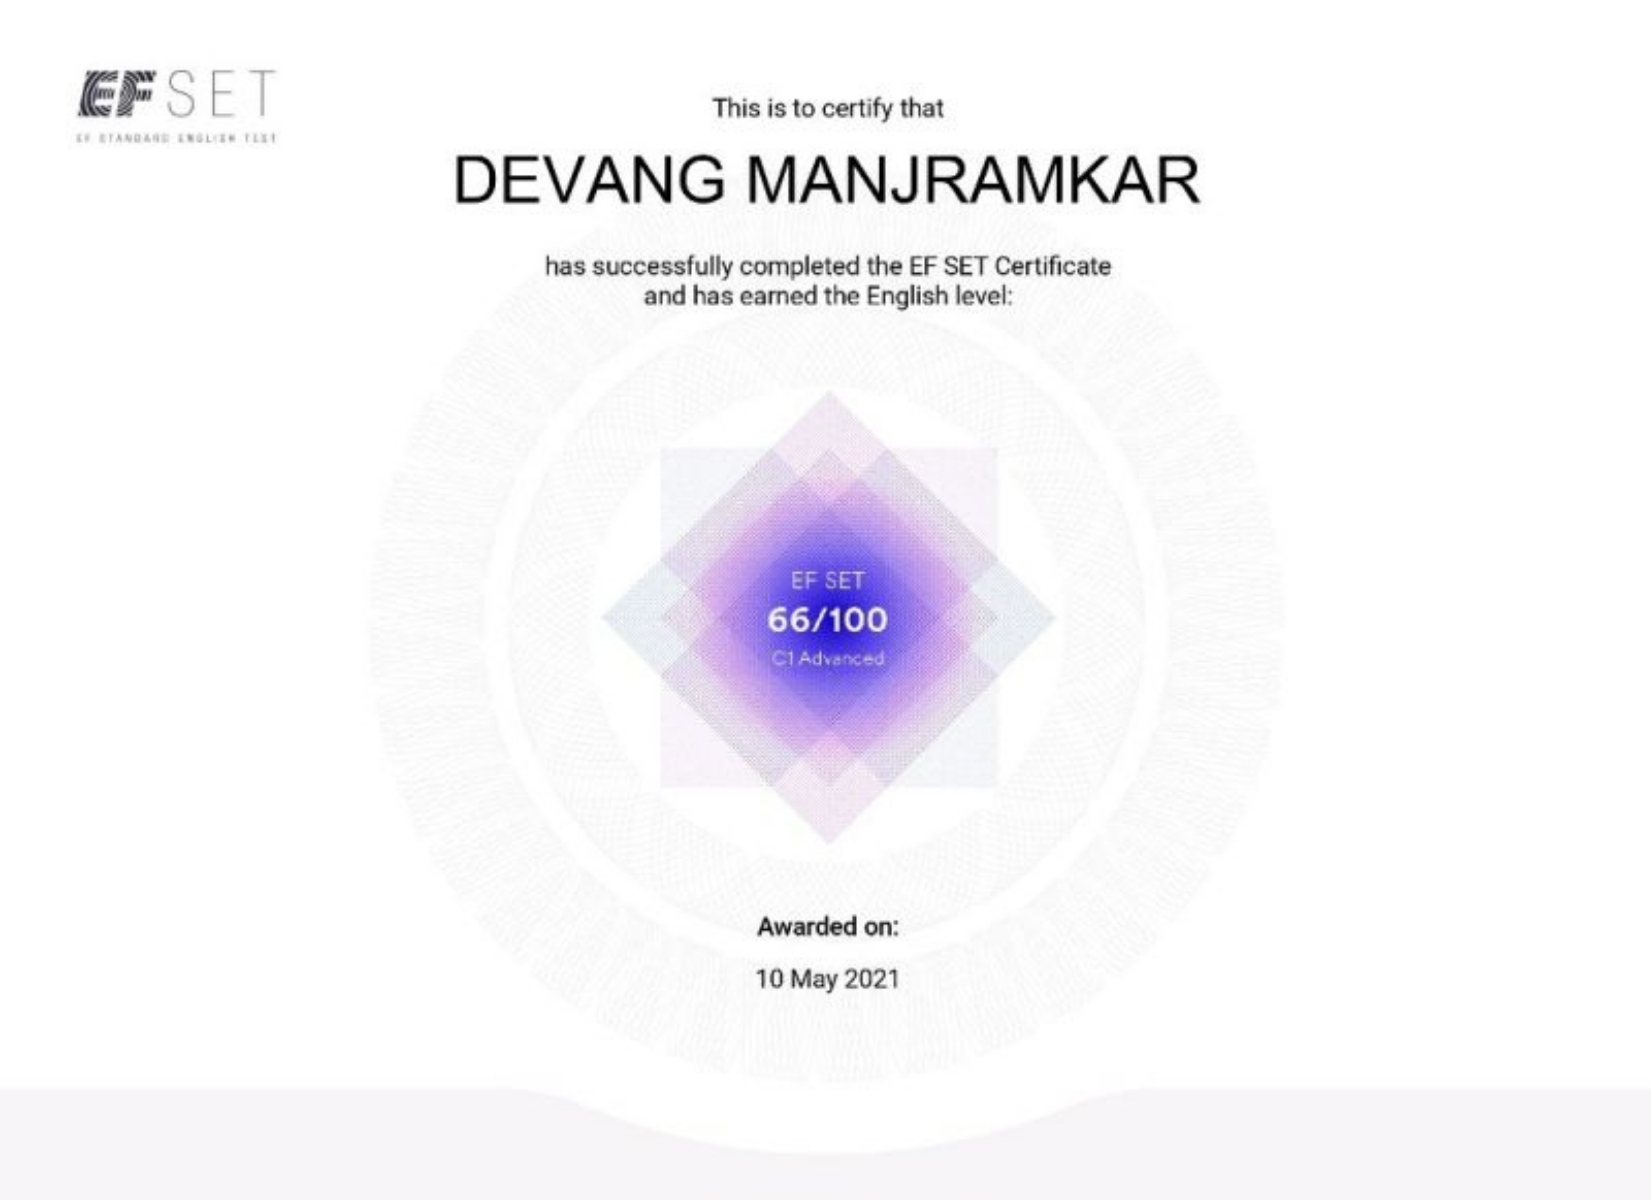 EF SET
EF STANDARD ENGLISH TEST
This is to certify that
DEVANG MANJRAMKAR
has successfully completed the EF SET Certificate
and has earned the English level:
EF SET
66/100
C1 Advanced
Awarded on:
10 May 2021